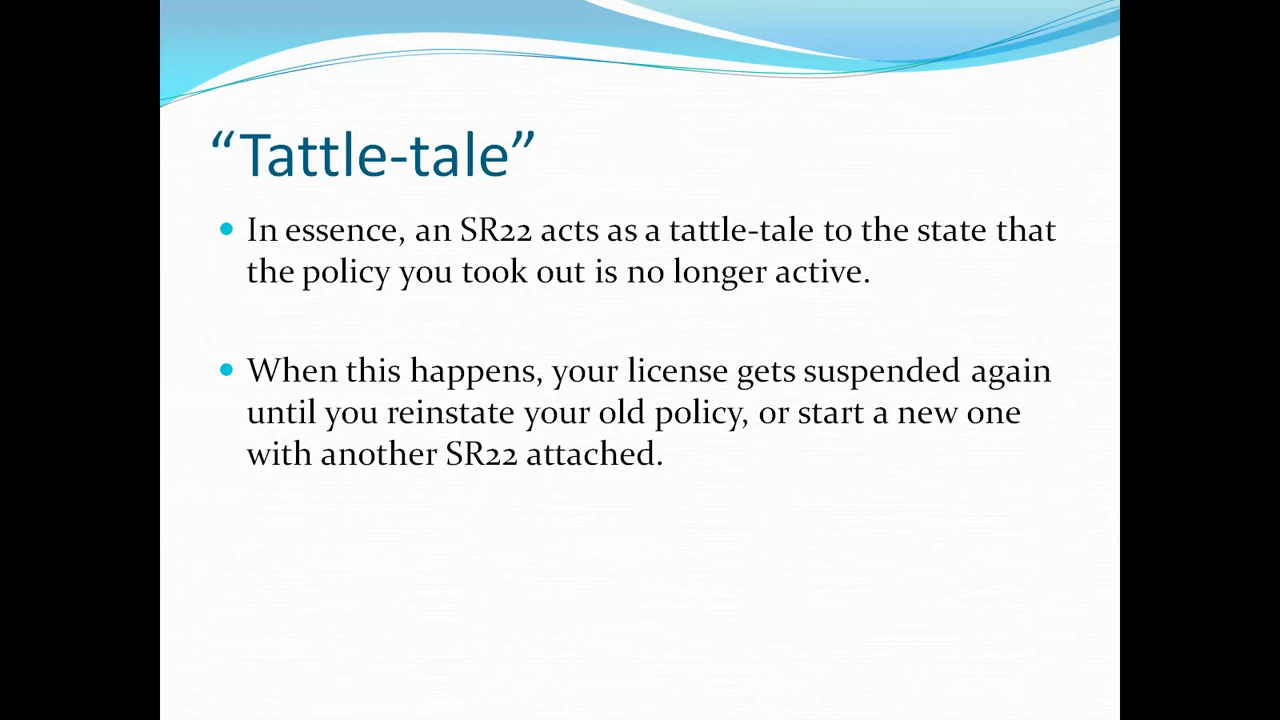 “Tattle-tale”
In essence, an SR22 acts as a tattle-tale to the state that
the policy you took out is no longer active.
When this happens, your license gets suspended again
until you reinstate your old policy, or start a new one
with another SR22 attached.